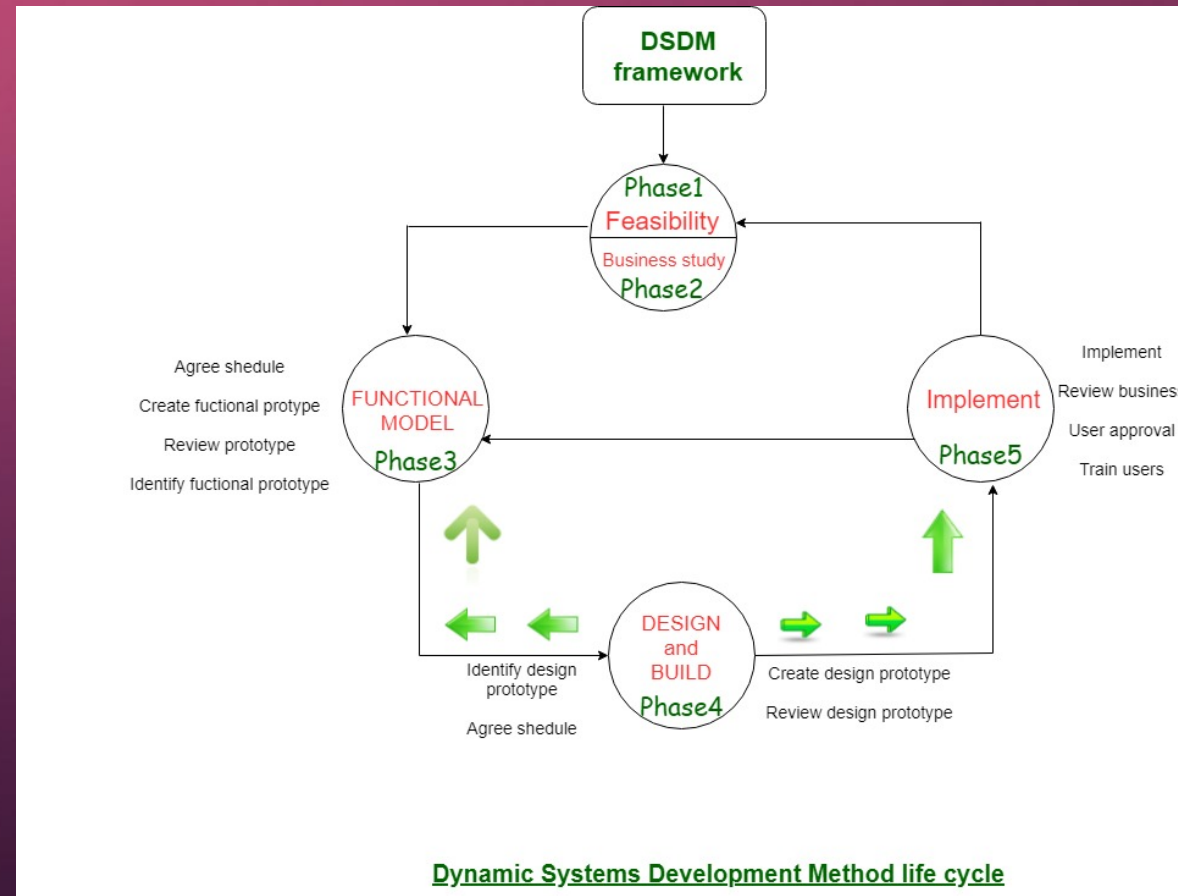 DSDM
framework
Phase1
Feasibility
Business study
Phase2
Agree shedule
Create fuctional protype
Review prototype
Identify fuctional prototype
FUNCTIONAL
MODEL
Phase3
Implement
Phase5
Implement
Review business
User approval
Train users
Identify design
prototype
Agree shedule
DESIGN
and
BUILD
Phase4
Create design prototype
Review design prototype
Dynamic Systems Development Method life cycle